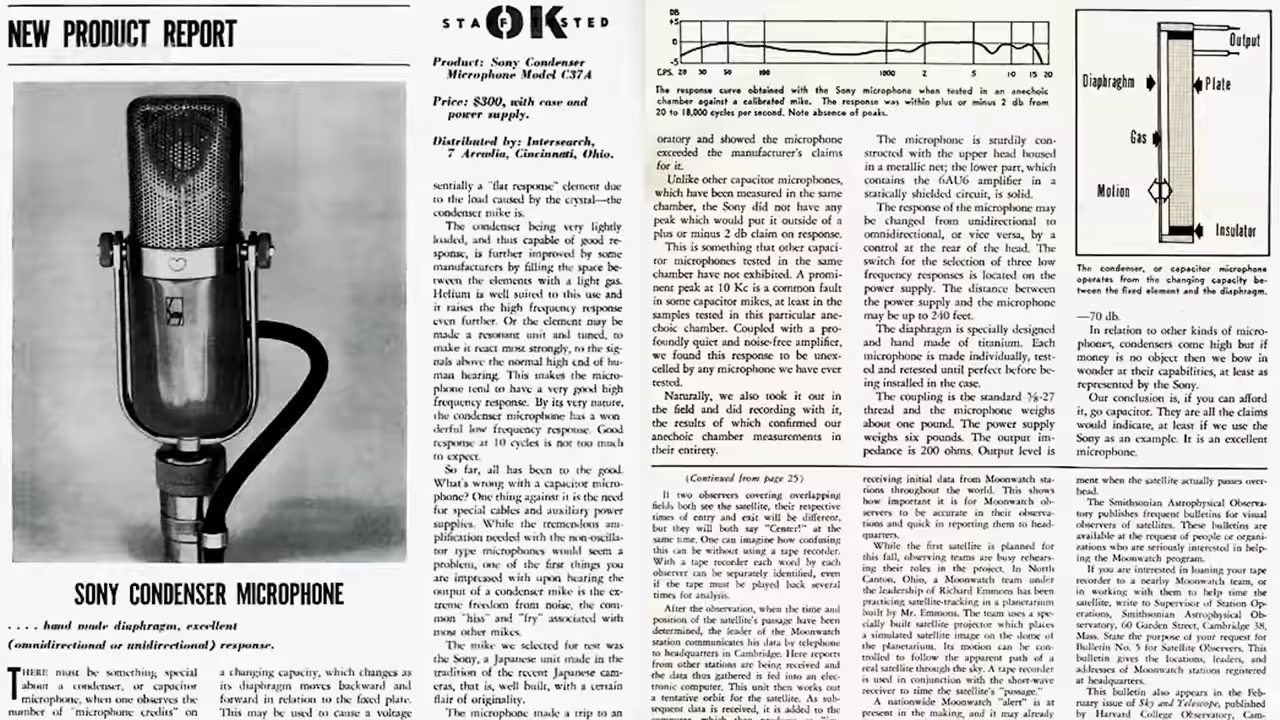 NEW PRODUCT REPORT
SONY CONDENSER MICROPHONE
. . . . hand made diaphragm, excellent
(omnidirectional or unidirectional) response.
THERE must be something special
about a condenser, or capacitor
microphone, when one observes the
number of "microphone credits" on
a changing capacity, which changes as
its diaphragm moves backward and
forward in relation to the fixed plate.
This may be used to cause a voltage
STAFF TESTED
OK
Product: Sony Condenser
Microphone Model C37A
Price: $300, with case and
power supply.
Distributed by: Intersearch,
7 Arcadia, Cincinnati, Ohio.
sentially a "flat response" element due
to the load caused by the crystal—the
condenser mike is.
The condenser being very lightly
loaded, and thus capable of good re-
sponse, is further improved by some
manufacturers by filling the space be-
tween the elements with a light gas.
Helium is well suited to this use and
it raises the high frequency response
even further. Or the element may be
made a resonant unit and tuned, to
make it react most strongly, to the sig-
nals above the normal high end of hu-
man hearing. This makes the micro-
phone tend to have a very good high
frequency response. By its very nature,
the condenser microphone has a won-
derful low frequency response. Good
response at 10 cycles is not too much
to expect.
So far, all has been to the good.
What's wrong with a capacitor micro-
phone? One thing against it is the need
for special cables and auxiliary power
supplies. While the tremendous am-
plification needed with the non-oscilla-
tor type microphones would seem a
problem, one of the first things you
are impressed with upon hearing the
output of a condenser mike is the ex-
treme freedom from noise, the com-
mon "hiss" and "fry" associated with
most other mikes.
The mike we selected for test was
the Sony, a Japanese unit made in the
tradition of the recent Japanese cam-
eras, that is, well built, with a certain
flair of originality.
The microphone made a trip to an
DB
+5
0
-5
CPS. 20 30 50 100 1000 2 5 10 15 20
The response curve obtained with the Sony microphone when tested in an anechoic
chamber against a calibrated mike. The response was within plus or minus 2 db from
20 to 18,000 cycles per second. Note absence of peaks.
oratory and showed the microphone
exceeded the manufacturer's claims
for it.
Unlike other capacitor microphones,
which have been measured in the same
chamber, the Sony did not have any
peak which would put it outside of a
plus or minus 2 db claim on response.
This is something that other capaci-
tor microphones tested in the same
chamber have not exhibited. A promi-
nent peak at 10 Kc is a common fault
in some capacitor mikes, at least in the
samples tested in this particular ane-
choic chamber. Coupled with a pro-
foundly quiet and noise-free amplifier,
we found this response to be unex-
celled by any microphone we have ever
tested.
Naturally, we also took it out in
the field and did recording with it,
the results of which confirmed our
anechoic chamber measurements in
their entirety.
The microphone is sturdily con-
structed with the upper head housed
in a metallic net; the lower part, which
contains the 6AU6 amplifier in a
statically shielded circuit, is solid.
The response of the microphone may
be changed from unidirectional to
omnidirectional, or vice versa, by a
control at the rear of the head. The
switch for the selection of three low
frequency responses is located on the
power supply. The distance between
the power supply and the microphone
may be up to 240 feet.
The diaphragm is specially designed
and hand made of titanium. Each
microphone is made individually, test-
ed and retested until perfect before be-
ing installed in the case.
The coupling is the standard ⅝-27
thread and the microphone weighs
about one pound. The power supply
weighs six pounds. The output im-
pedance is 200 ohms. Output level is
Output
Diaphragm
Plate
Gas
Motion
Insulator
The condenser, or capacitor microphone
operates from the changing capacity be-
tween the fixed element and the diaphragm.
—70 db.
In relation to other kinds of micro-
phones, condensers come high but if
money is no object then we bow in
wonder at their capabilities, at least as
represented by the Sony.
Our conclusion is, if you can afford
it, go capacitor. They are all the claims
would indicate, at least if we use the
Sony as an example. It is an excellent
microphone.
(Continued from page 25)
If two observers covering overlapping
fields both see the satellite, their respective
times of entry and exit will be different,
but they will both say "Center!" at the
same time. One can imagine how confusing
this can be without using a tape recorder.
With a tape recorder each word by each
observer can be separately identified, even
if the tape must be played back several
times for analysis.
After the observation, when the time and
position of the satellite's passage have been
determined, the leader of the Moonwatch
station communicates his data by telephone
to headquarters in Cambridge. Here reports
from other stations are being received and
the data thus gathered is fed into an elec-
tronic computer. This unit then works out
a tentative orbit for the satellite. As sub-
sequent data is received, it is added to the
receiving initial data from Moonwatch sta-
tions throughout the world. This shows
how important it is for Moonwatch ob-
servers to be accurate in their observa-
tions and quick in reporting them to head-
quarters.
While the first satellite is planned for
this fall, observing teams are busy rehears-
ing their roles in the project. In North
Canton, Ohio, a Moonwatch team under
the leadership of Richard Emmons has been
practicing satellite-tracking in a planetarium
built by Mr. Emmons. The team uses a spe-
cially built satellite projector which places
a simulated satellite image on the dome of
the planetarium. Its motion can be con-
trolled to follow the apparent path of a
real satellite through the sky. A tape recorder
is used in conjunction with the short-wave
receiver to time the satellite's "passage."
A nationwide Moonwatch "alert" is at
present in the making, and it may already
ment when the satellite actually passes over-
head.
The Smithsonian Astrophysical Observa-
tory publishes frequent bulletins for visual
observers of satellites. These bulletins are
available at the request of people or organi-
zations who are seriously interested in help-
ing the Moonwatch program.
If you are interested in loaning your tape
recorder to a nearby Moonwatch team, or
in working with them to help time the
satellite, write to Supervisor of Station Op-
erations, Smithsonian Astrophysical Ob-
servatory, 60 Garden Street, Cambridge 38,
Mass. State the purpose of your request for
Bulletin No. 5 for Satellite Observers. This
bulletin gives the locations, leaders, and
addresses of Moonwatch stations registered
at headquarters.
This bulletin also appears in the Feb-
ruary issue of Sky and Telescope, published
by Harvard College Observatory, Cam-